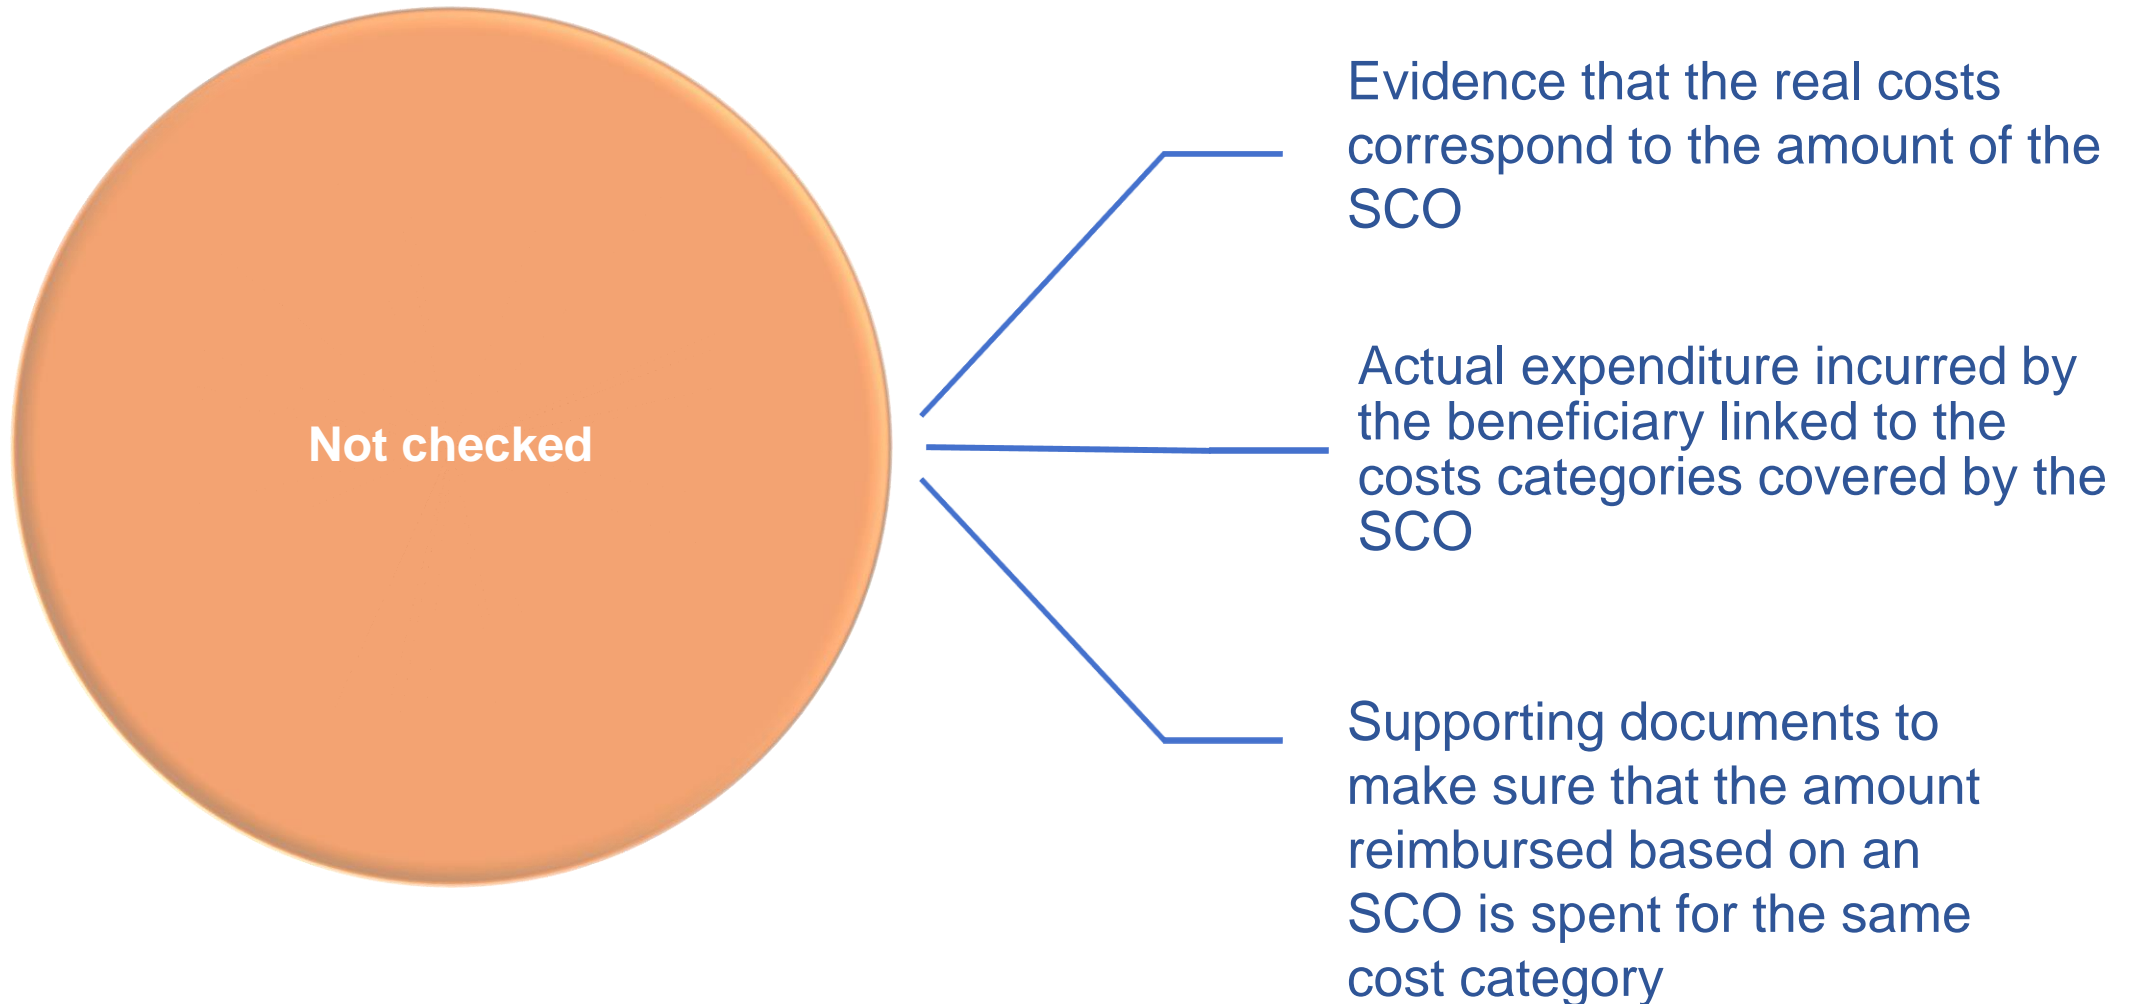 Not checked
Evidence that the real costs
correspond to the amount of the
SCO
Actual expenditure incurred by
the beneficiary linked to the
costs categories covered by the
SCO
Supporting documents to
make sure that the amount
reimbursed based on an
SCO is spent for the same
cost category